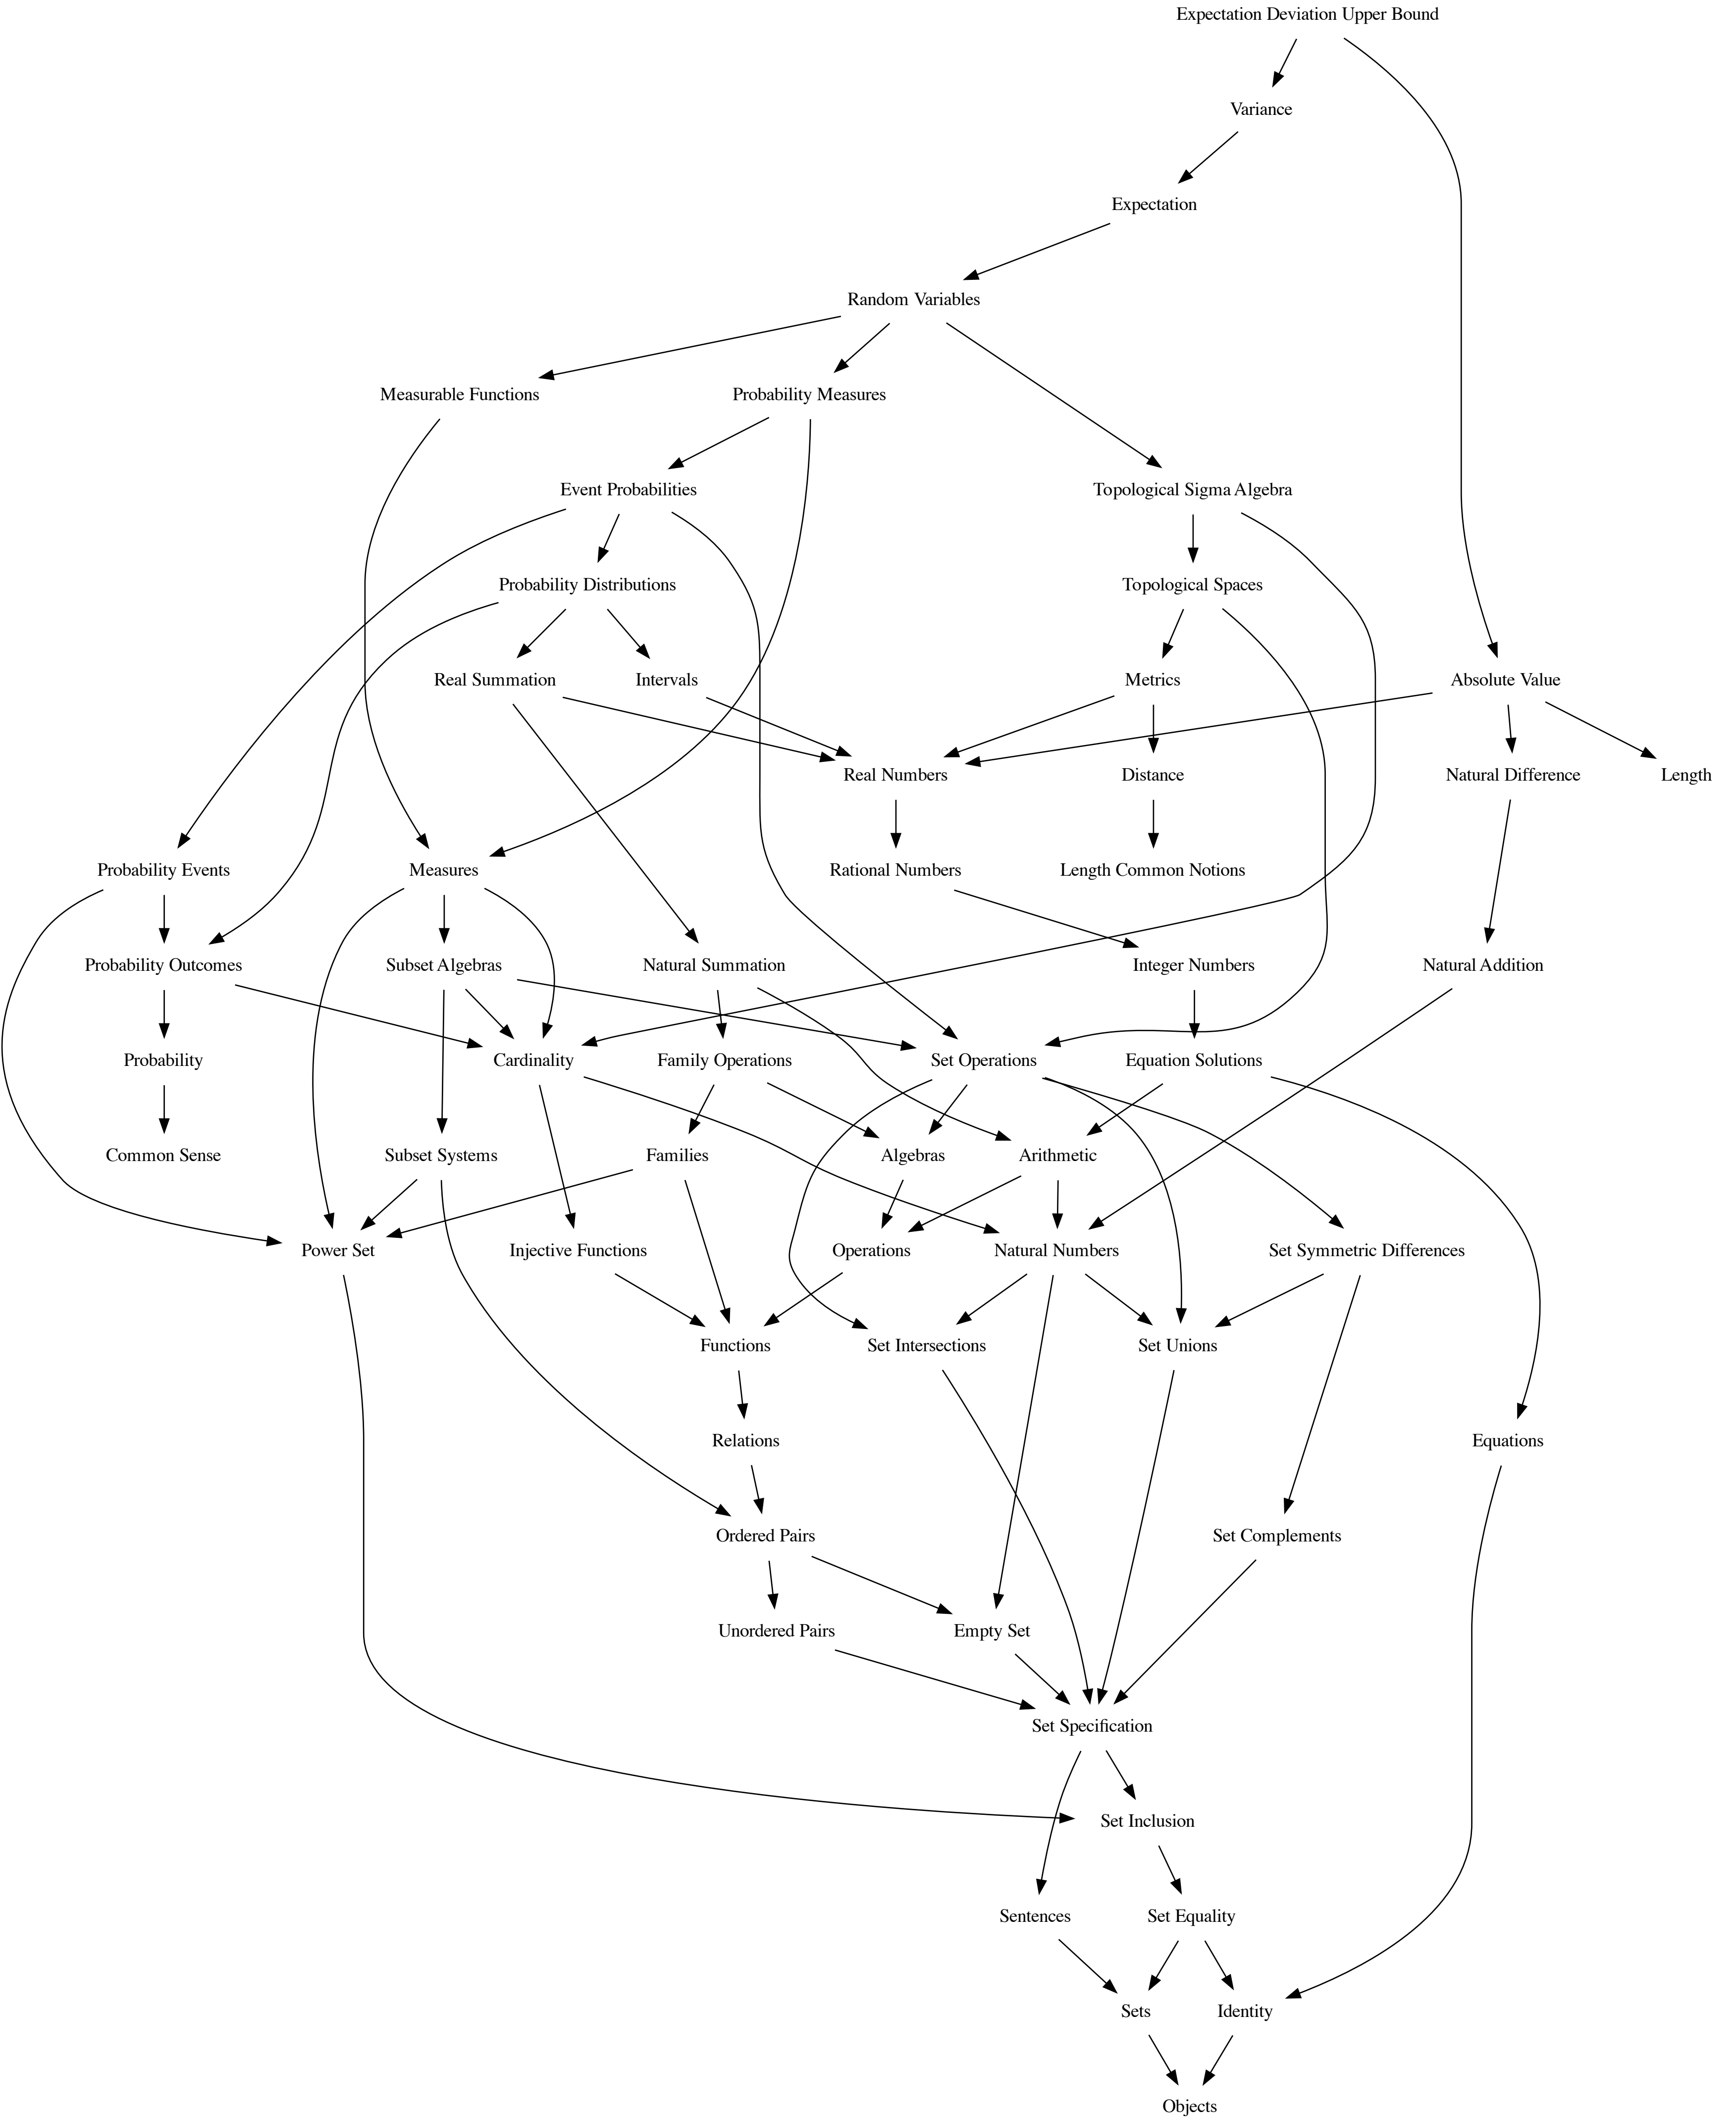 Expectation Deviation Upper Bound
Variance
Expectation
Random Variables
Measurable Functions
Probability Measures
Event Probabilities
Topological Sigma Algebra
Probability Distributions
Topological Spaces
Real Summation
Intervals
Metrics
Absolute Value
Real Numbers
Distance
Natural Difference
Length
Probability Events
Measures
Rational Numbers
Length Common Notions
Probability Outcomes
Subset Algebras
Natural Summation
Integer Numbers
Natural Addition
Probability
Cardinality
Family Operations
Set Operations
Equation Solutions
Common Sense
Subset Systems
Families
Algebras
Arithmetic
Power Set
Injective Functions
Operations
Natural Numbers
Set Symmetric Differences
Functions
Set Intersections
Set Unions
Relations
Equations
Ordered Pairs
Set Complements
Unordered Pairs
Empty Set
Set Specification
Set Inclusion
Sentences
Set Equality
Sets
Identity
Objects